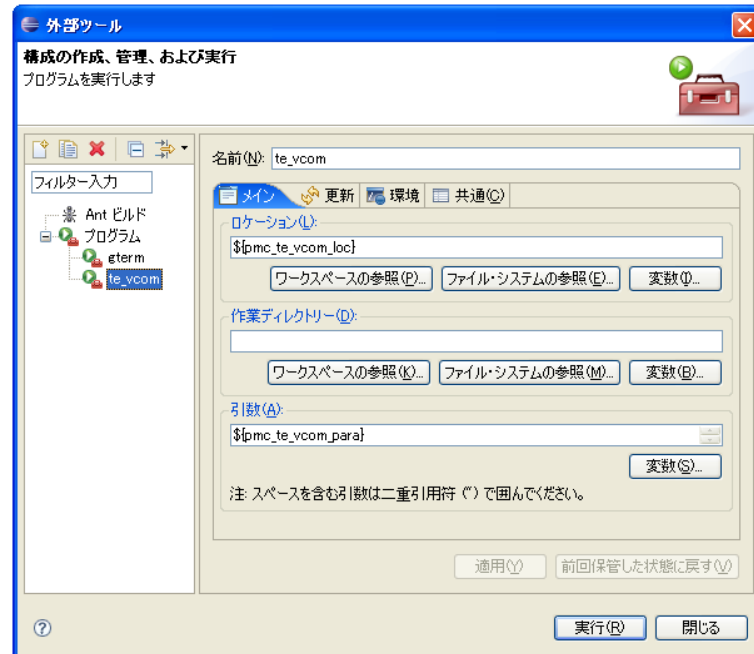 外部ツール
構成の作成、管理、および実行
プログラムを実行します
フィルター入力
Ant ビルド
プログラム
gterm
te_vcom
名前(N): te_vcom
メイン 更新 環境 共通(C)
ロケーション(L):
${pmc_te_vcom_loc}
ワークスペースの参照(P)... ファイル・システムの参照(E)... 変数(I)...
作業ディレクトリー(D):
ワークスペースの参照(K)... ファイル・システムの参照(M)... 変数(B)...
引数(A):
${pmc_te_vcom_para}
変数(S)...
注: スペースを含む引数は二重引用符 (") で囲んでください。
適用(Y) 前回保管した状態に戻す(V)
実行(R) 閉じる